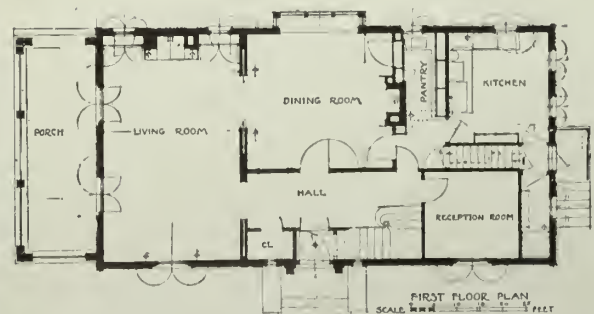 PORCH
LIVING ROOM
DINING ROOM
PANTRY
KITCHEN
HALL
CL.
RECEPTION ROOM
FIRST FLOOR PLAN
SCALE FEET